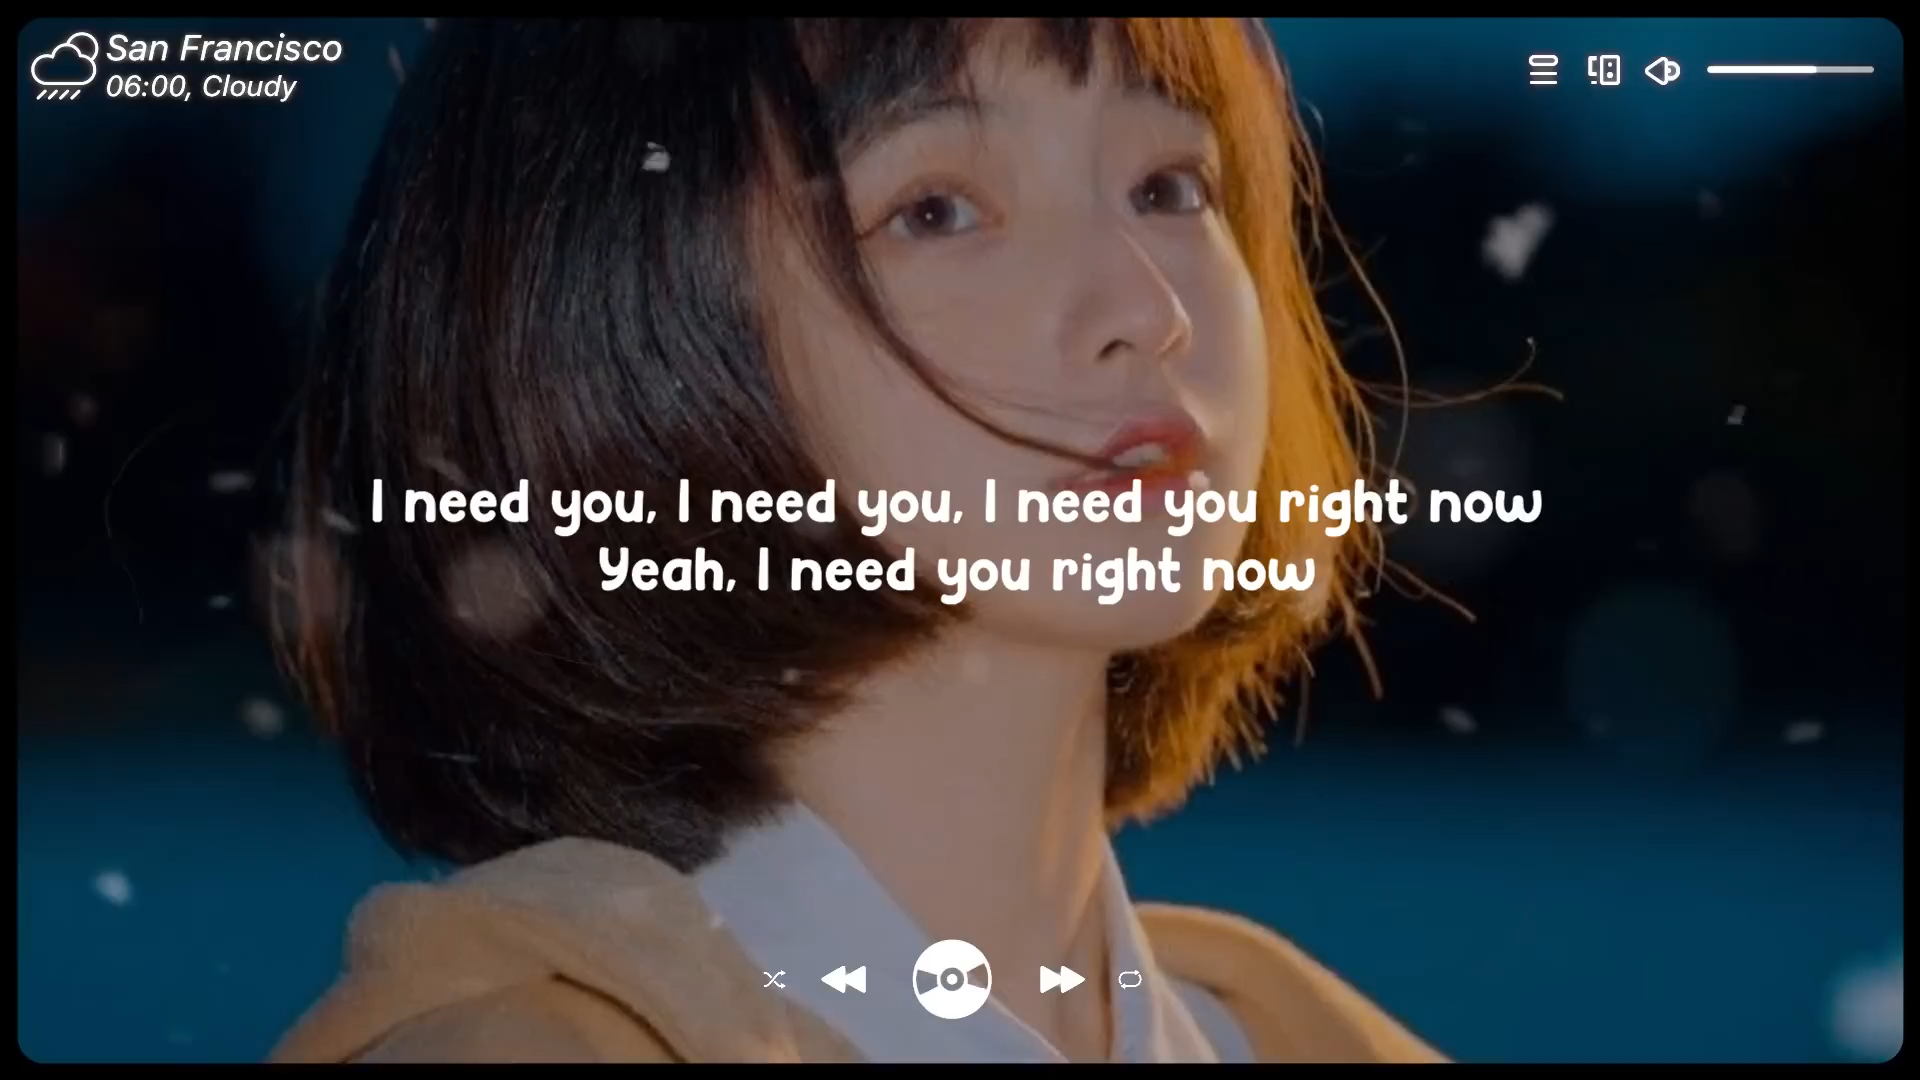 San Francisco
06:00, Cloudy
I need you, I need you, I need you right now
Yeah, I need you right now